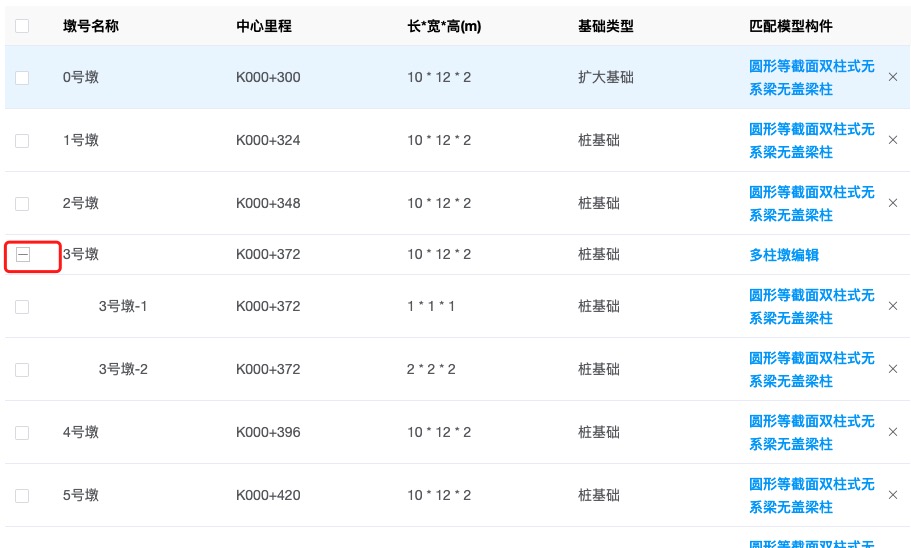 墩号名称 中心里程 长*宽*高(m) 基础类型 匹配模型构件
0号墩 K000+300 10 * 12 * 2 扩大基础 圆形等截面双柱式无
系梁无盖梁柱
1号墩 K000+324 10 * 12 * 2 桩基础 圆形等截面双柱式无
系梁无盖梁柱
2号墩 K000+348 10 * 12 * 2 桩基础 圆形等截面双柱式无
系梁无盖梁柱
3号墩 K000+372 10 * 12 * 2 桩基础 多柱墩编辑
3号墩-1 K000+372 1 * 1 * 1 桩基础 圆形等截面双柱式无
系梁无盖梁柱
3号墩-2 K000+372 2 * 2 * 2 桩基础 圆形等截面双柱式无
系梁无盖梁柱
4号墩 K000+396 10 * 12 * 2 桩基础 圆形等截面双柱式无
系梁无盖梁柱
5号墩 K000+420 10 * 12 * 2 桩基础 圆形等截面双柱式无
系梁无盖梁柱
圆形等截面双柱式无